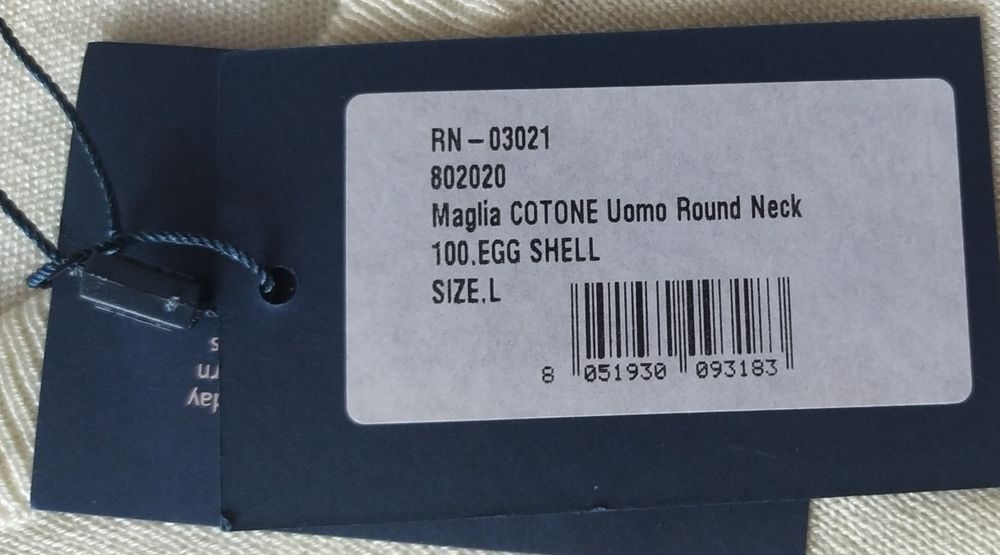 RN-03021
802020
Maglia COTONE Uomo Round Neck
100.EGG SHELL
SIZE.L
8 051930 093183